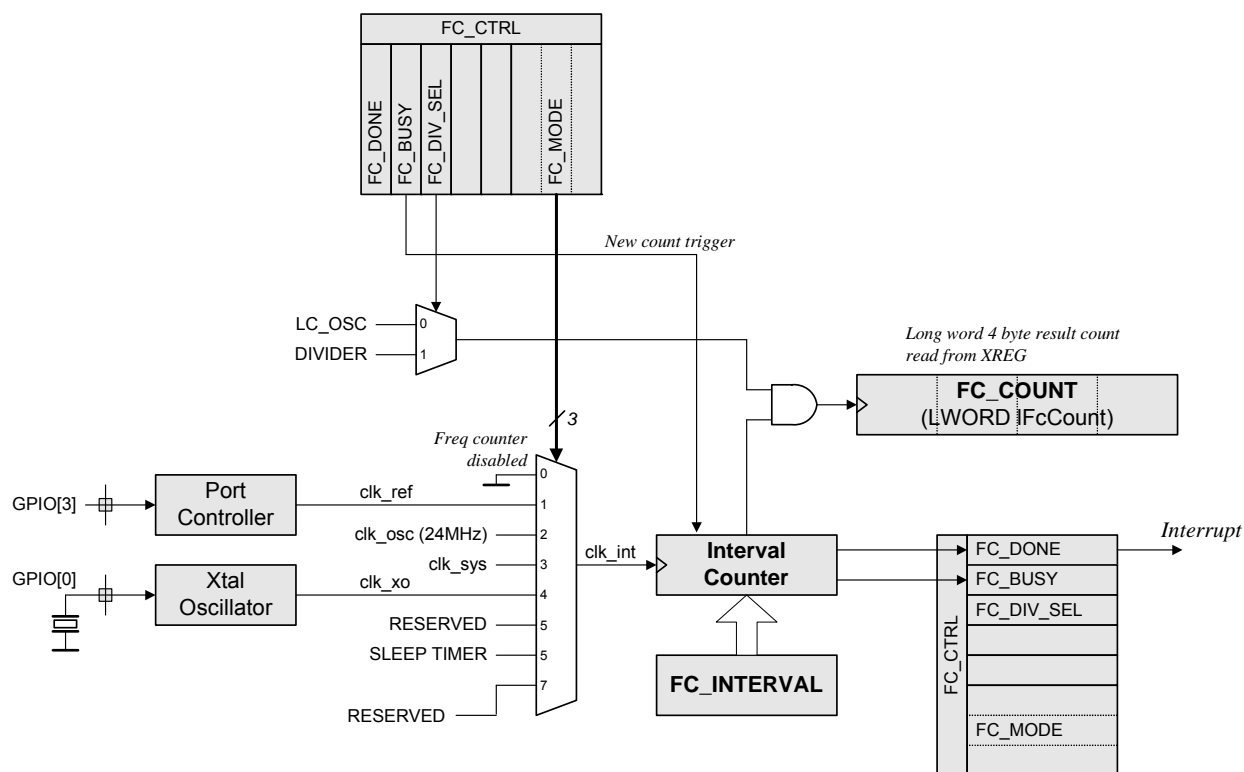 FC_CTRL
FC_DONE
FC_BUSY
FC_DIV_SEL
FC_MODE
New count trigger
LC_OSC
0
DIVIDER
1
Long word 4 byte result count
read from XREG
FC_COUNT
(LWORD lFcCount)
3
Freq counter
disabled
0
GPIO[3]
Port
Controller
clk_ref
1
clk_osc (24MHz)
2
clk_sys
3
GPIO[0]
Xtal
Oscillator
clk_xo
4
RESERVED
5
SLEEP TIMER
5
RESERVED
7
clk_int
Interval
Counter
FC_INTERVAL
FC_CTRL
FC_DONE
FC_BUSY
FC_DIV_SEL
FC_MODE
Interrupt